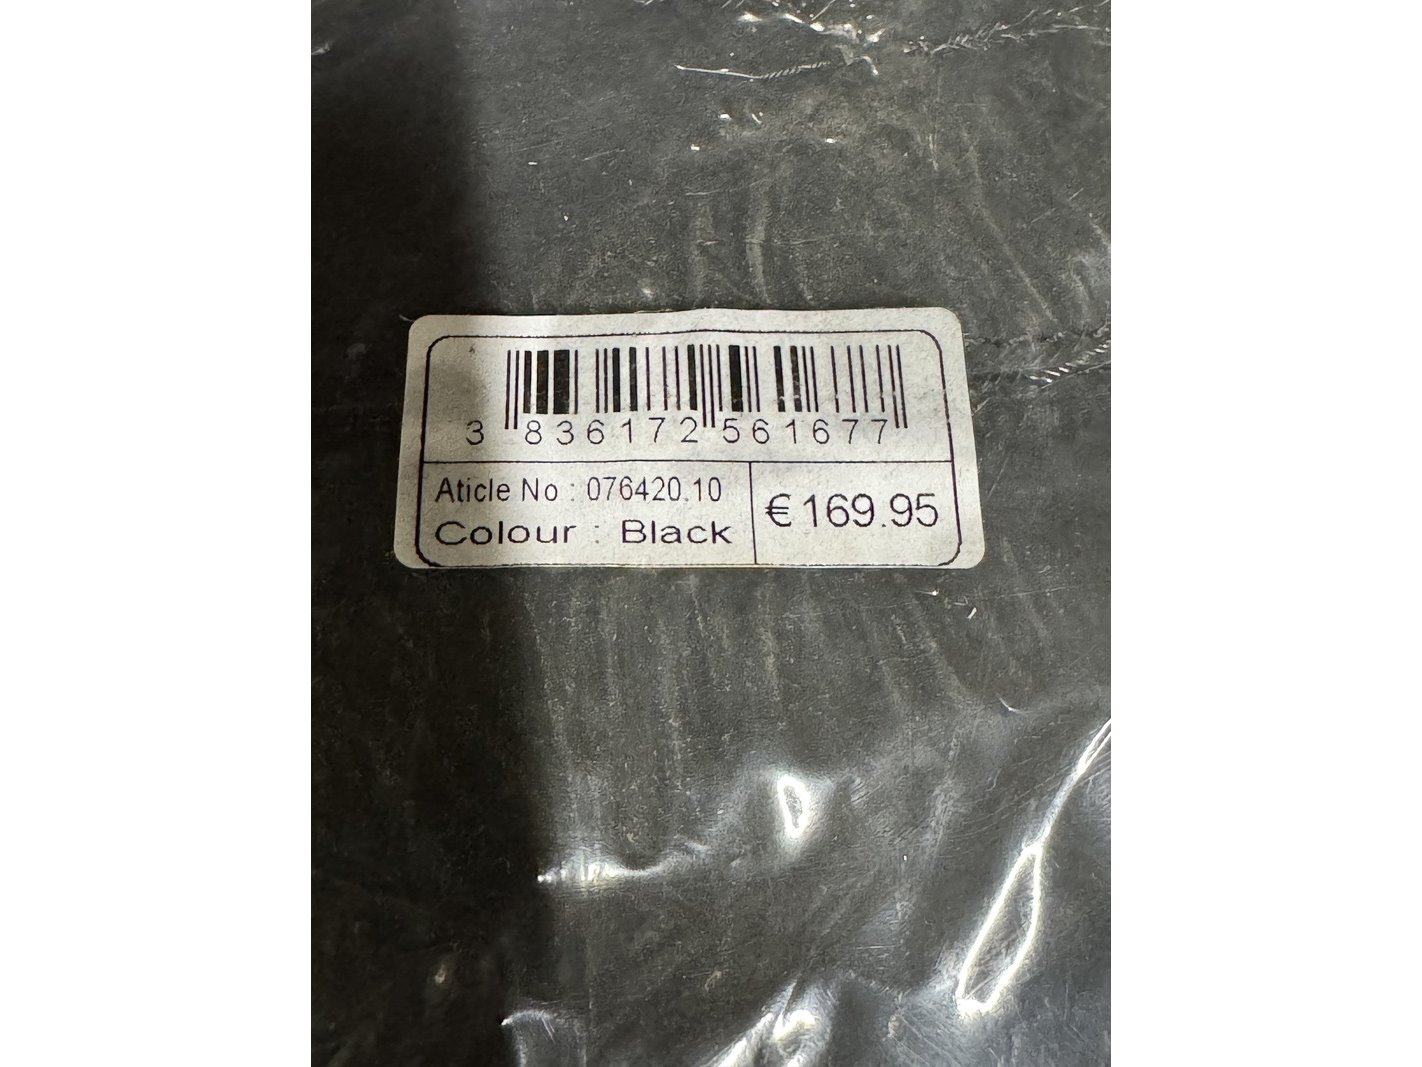 3 836172 561677
Aticle No : 076420.10
Colour : Black
€ 169.95